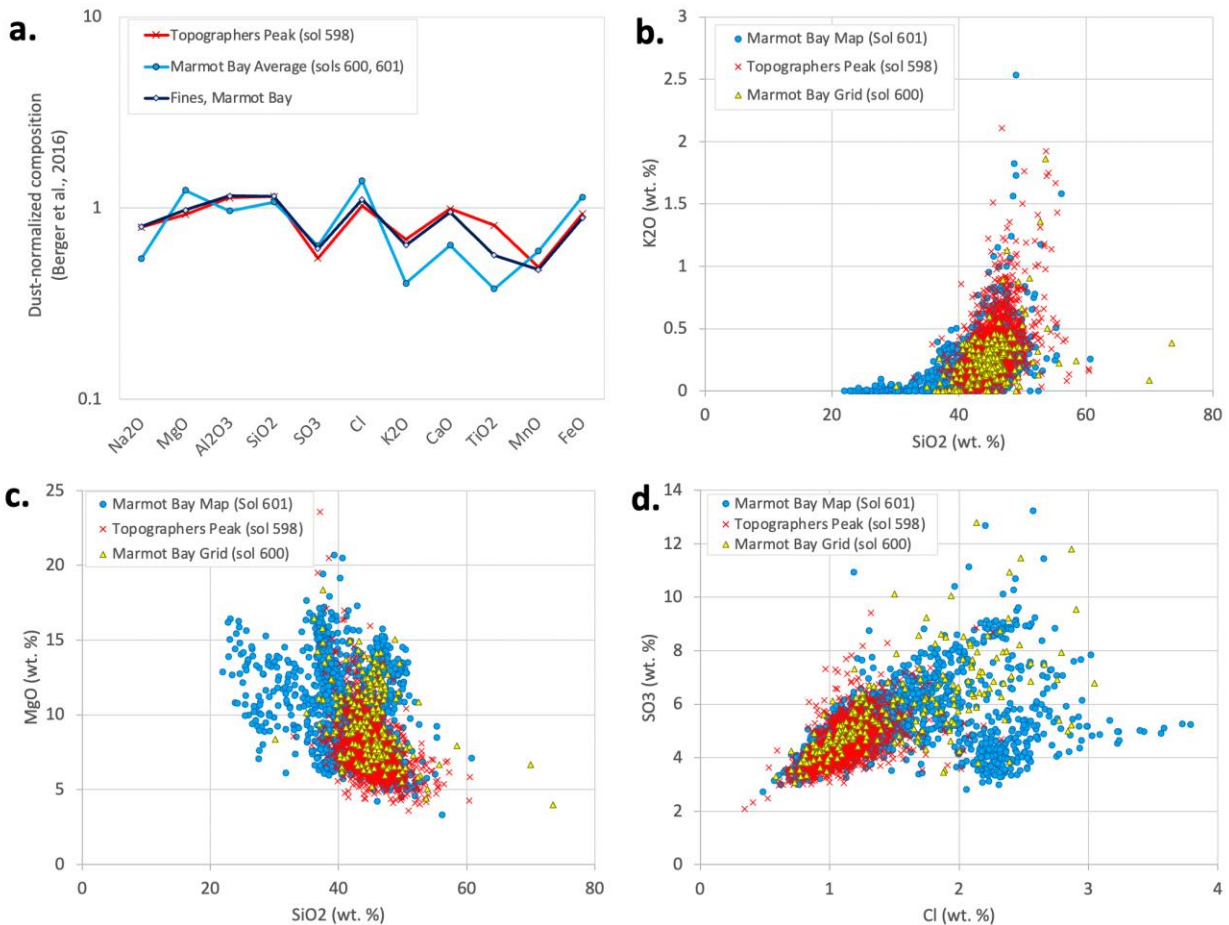 a.
10
1
0.1
Dust-normalized composition
(Berger et al., 2016)
Topographers Peak (sol 598)
Marmot Bay Average (sols 600, 601)
Fines, Marmot Bay
Na2O
MgO
Al2O3
SiO2
SO3
Cl
K2O
CaO
TiO2
MnO
FeO
b.
3
2.5
2
1.5
1
0.5
0
K2O (wt. %)
Marmot Bay Map (Sol 601)
Topographers Peak (sol 598)
Marmot Bay Grid (sol 600)
0 20 40 60 80
SiO2 (wt. %)
c.
25
20
15
10
5
0
MgO (wt. %)
Marmot Bay Map (Sol 601)
Topographers Peak (sol 598)
Marmot Bay Grid (sol 600)
0 20 40 60 80
SiO2 (wt. %)
d.
14
12
10
8
6
4
2
0
SO3 (wt. %)
Marmot Bay Map (Sol 601)
Topographers Peak (sol 598)
Marmot Bay Grid (sol 600)
0 1 2 3 4
Cl (wt. %)